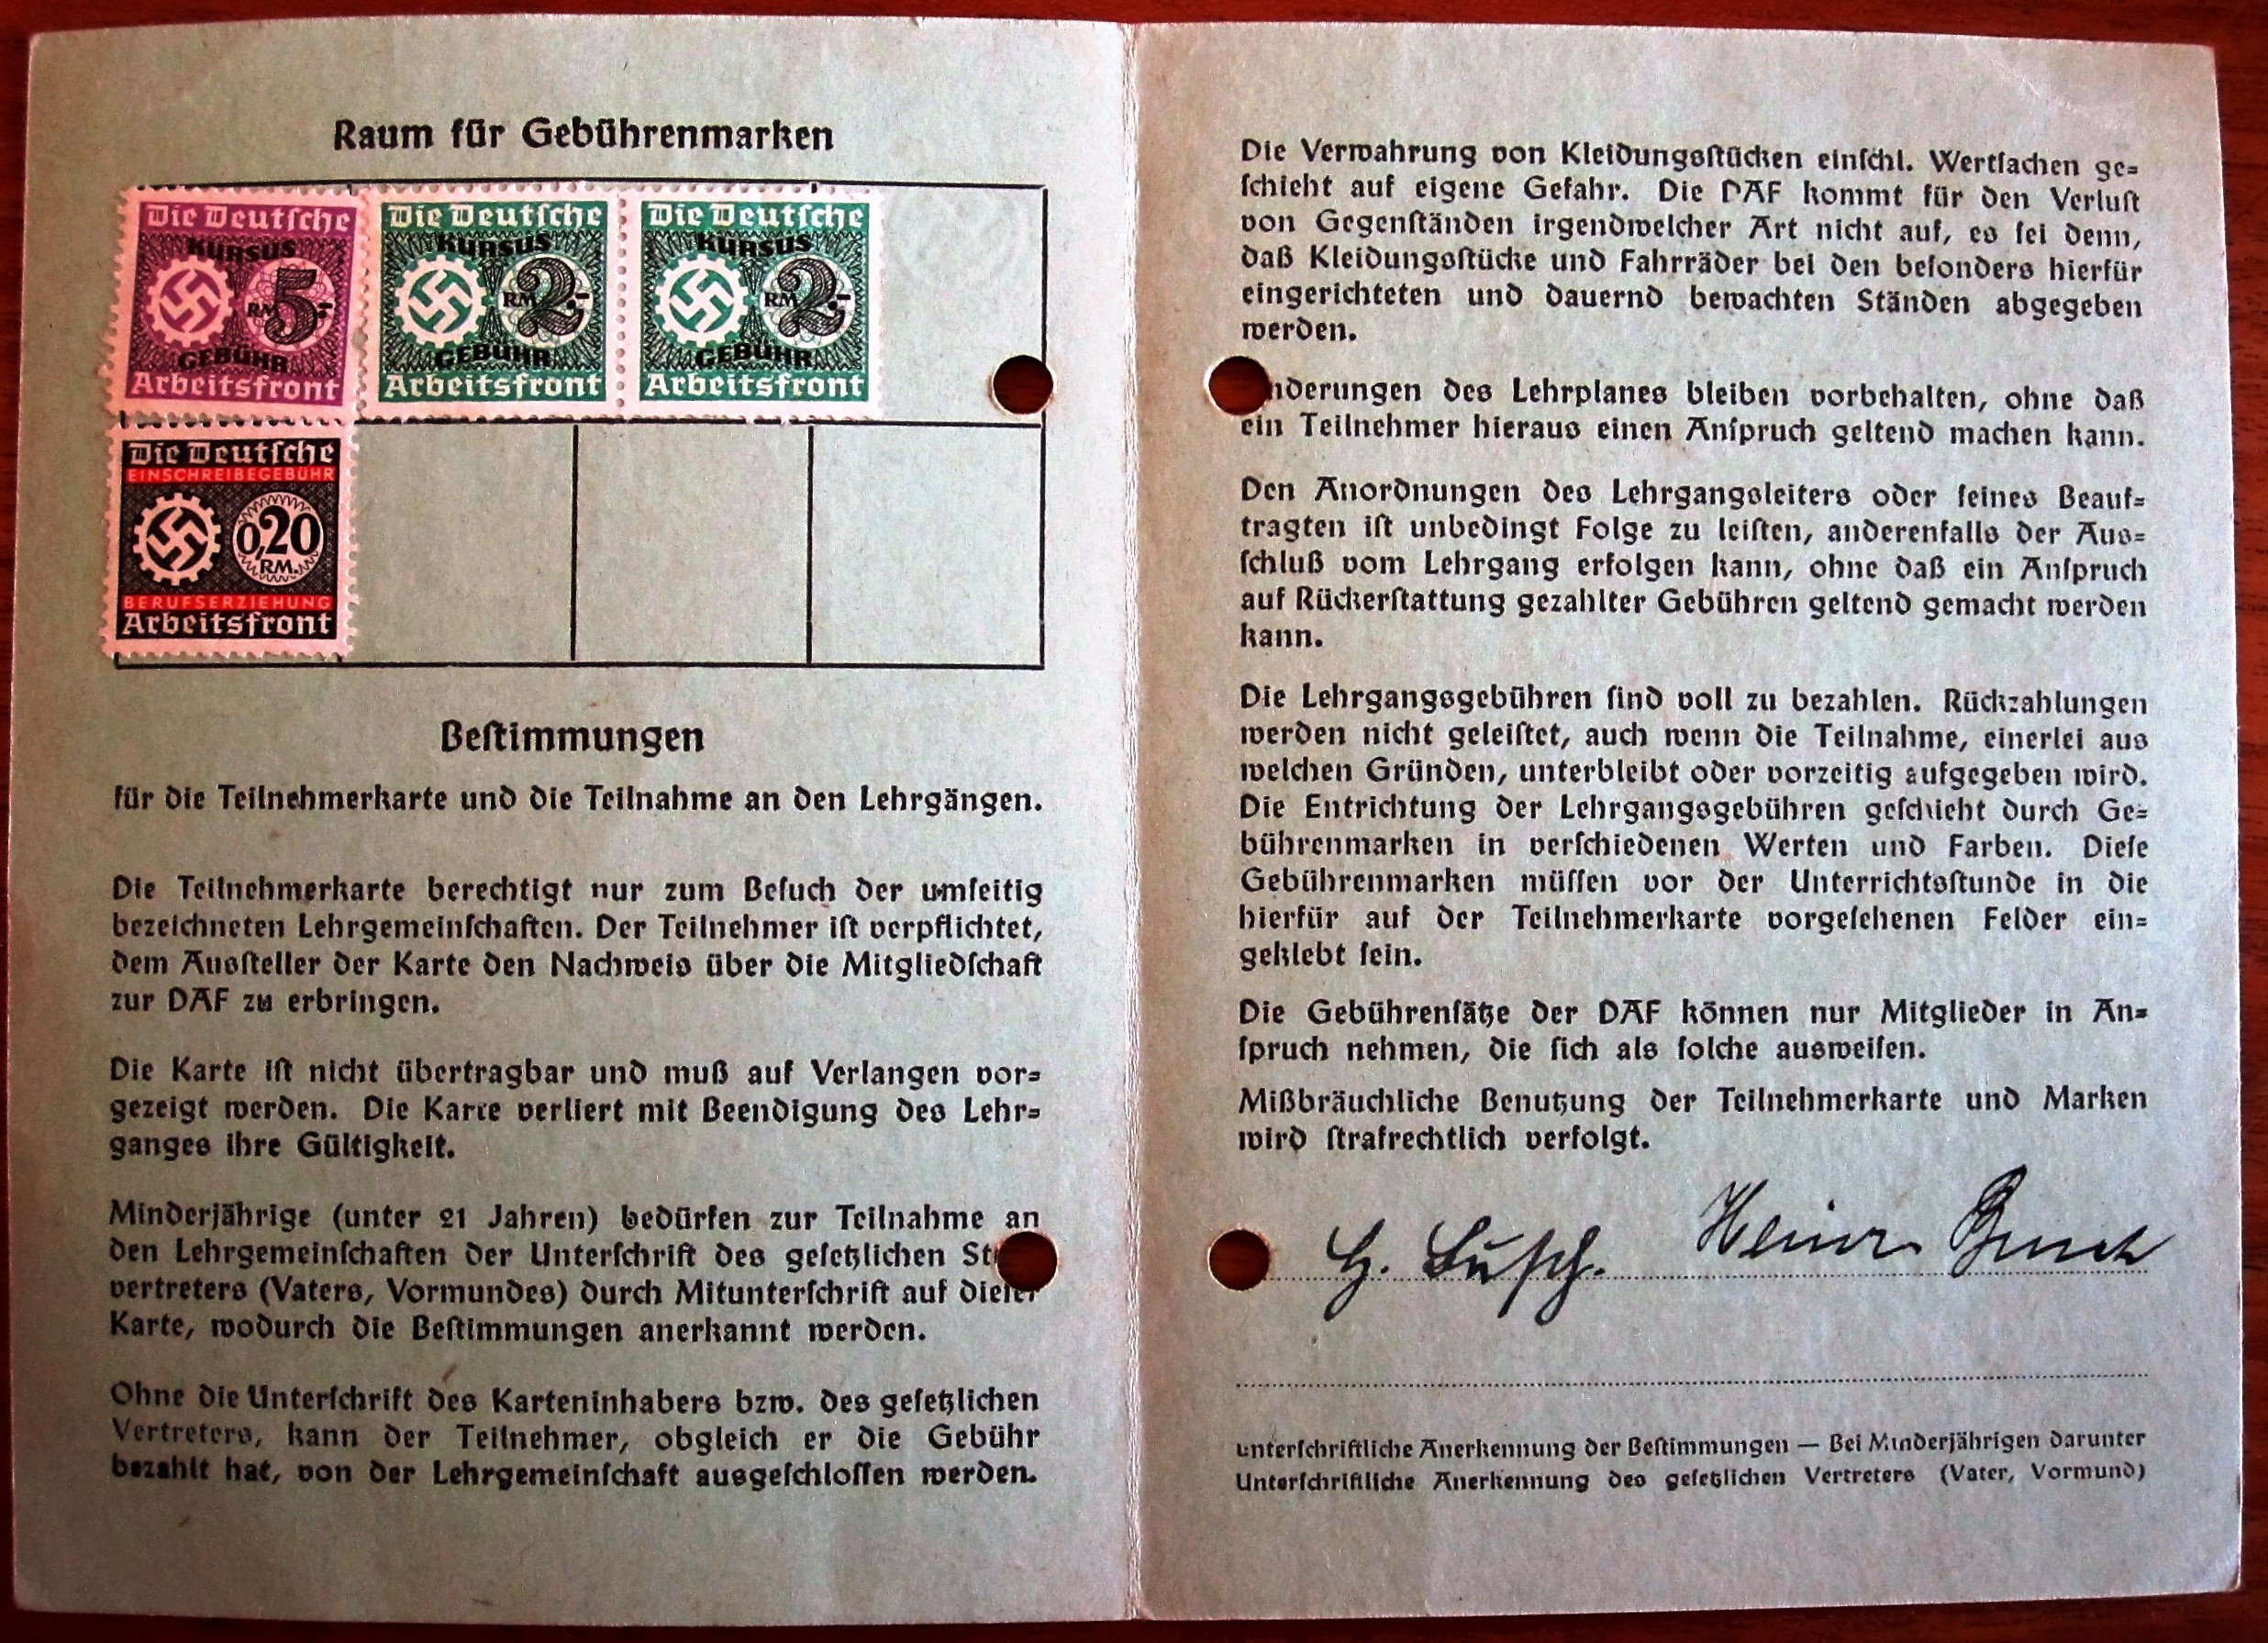 Raum für Gebührenmarken
Die Deutsche
KURSUS
RM 5.-
GEBÜHR
Arbeitsfront
Die Deutsche
KURSUS
RM 2.-
GEBÜHR
Arbeitsfront
Die Deutsche
KURSUS
RM 2.-
GEBÜHR
Arbeitsfront
Die Deutsche
EINSCHREIBEGEBÜHR
0,20
RM.
BERUFSERZIEHUNG
Arbeitsfront
Beſtimmungen
für die Teilnehmerkarte und die Teilnahme an den Lehrgängen.
Die Teilnehmerkarte berechtigt nur zum Beſuch der umſeitig
bezeichneten Lehrgemeinſchaften. Der Teilnehmer iſt verpflichtet,
dem Ausſteller der Karte den Nachweis über die Mitgliedſchaft
zur DAF zu erbringen.
Die Karte iſt nicht übertragbar und muß auf Verlangen vor=
gezeigt werden. Die Karte verliert mit Beendigung des Lehr=
ganges ihre Gültigkeit.
Minderjährige (unter 21 Jahren) bedürfen zur Teilnahme an
den Lehrgemeinſchaften der Unterſchrift des geſetzlichen St
vertreters (Vaters, Vormundes) durch Mitunterſchrift auf dieſer
Karte, wodurch die Beſtimmungen anerkannt werden.
Ohne die Unterſchrift des Karteninhabers bzw. des geſetzlichen
Vertreters, kann der Teilnehmer, obgleich er die Gebühr
bezahlt hat, von der Lehrgemeinſchaft ausgeſchloſſen werden.
Die Verwahrung von Kleidungsſtücken einſchl. Wertſachen ge=
ſchieht auf eigene Gefahr. Die DAF kommt für den Verluſt
von Gegenſtänden irgendwelcher Art nicht auf, es ſei denn,
daß Kleidungsſtücke und Fahrräder bei den beſonders hierfür
eingerichteten und dauernd bewachten Ständen abgegeben
werden.
nderungen des Lehrplanes bleiben vorbehalten, ohne daß
ein Teilnehmer hieraus einen Anſpruch geltend machen kann.
Den Anordnungen des Lehrgangsleiters oder ſeines Beauf=
tragten iſt unbedingt Folge zu leiſten, anderenfalls der Aus=
ſchluß vom Lehrgang erfolgen kann, ohne daß ein Anſpruch
auf Rückerſtattung gezahlter Gebühren geltend gemacht werden
kann.
Die Lehrgangsgebühren ſind voll zu bezahlen. Rückzahlungen
werden nicht geleiſtet, auch wenn die Teilnahme, einerlei aus
welchen Gründen, unterbleibt oder vorzeitig aufgegeben wird.
Die Entrichtung der Lehrgangsgebühren geſchieht durch Ge=
bührenmarken in verſchiedenen Werten und Farben. Dieſe
Gebührenmarken müſſen vor der Unterrichtsſtunde in die
hierfür auf der Teilnehmerkarte vorgeſehenen Felder ein=
geklebt ſein.
Die Gebührenſätze der DAF können nur Mitglieder in An=
ſpruch nehmen, die ſich als ſolche ausweiſen.
Mißbräuchliche Benutzung der Teilnehmerkarte und Marken
wird ſtrafrechtlich verfolgt.
H. Buſch. Heinr. Busch
unterſchriftliche Anerkennung der Beſtimmungen — Bei Minderjährigen darunter
Unterſchriftliche Anerkennung des geſetzlichen Vertreters (Vater, Vormund)